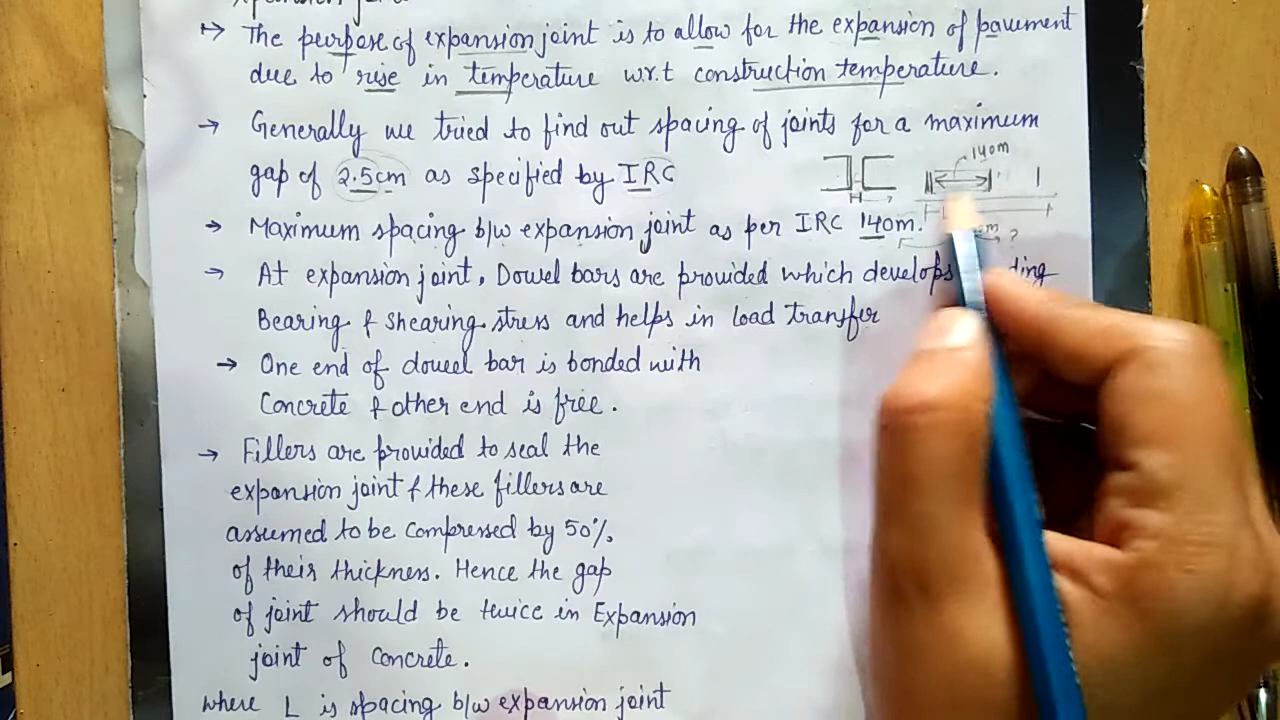 ↦ The purpose of expansion joint is to allow for the expansion of pavement
due to rise in temperature w.r.t construction temperature.
→ Generally we tried to find out spacing of joints for a maximum
gap of 2.5cm as specified by IRC
140m
→ Maximum spacing b/w expansion joint as per IRC 140m.
?
→ At expansion joint, Dowel bars are provided which develops
Bearing & Shearing stress and helps in load transfer
→ One end of dowel bar is bonded with
Concrete & other end is free.
→ Fillers are provided to seal the
expansion joint & these fillers are
assumed to be compressed by 50%
of their thickness. Hence the gap
of joint should be twice in Expansion
joint of concrete.
where L is spacing b/w expansion joint